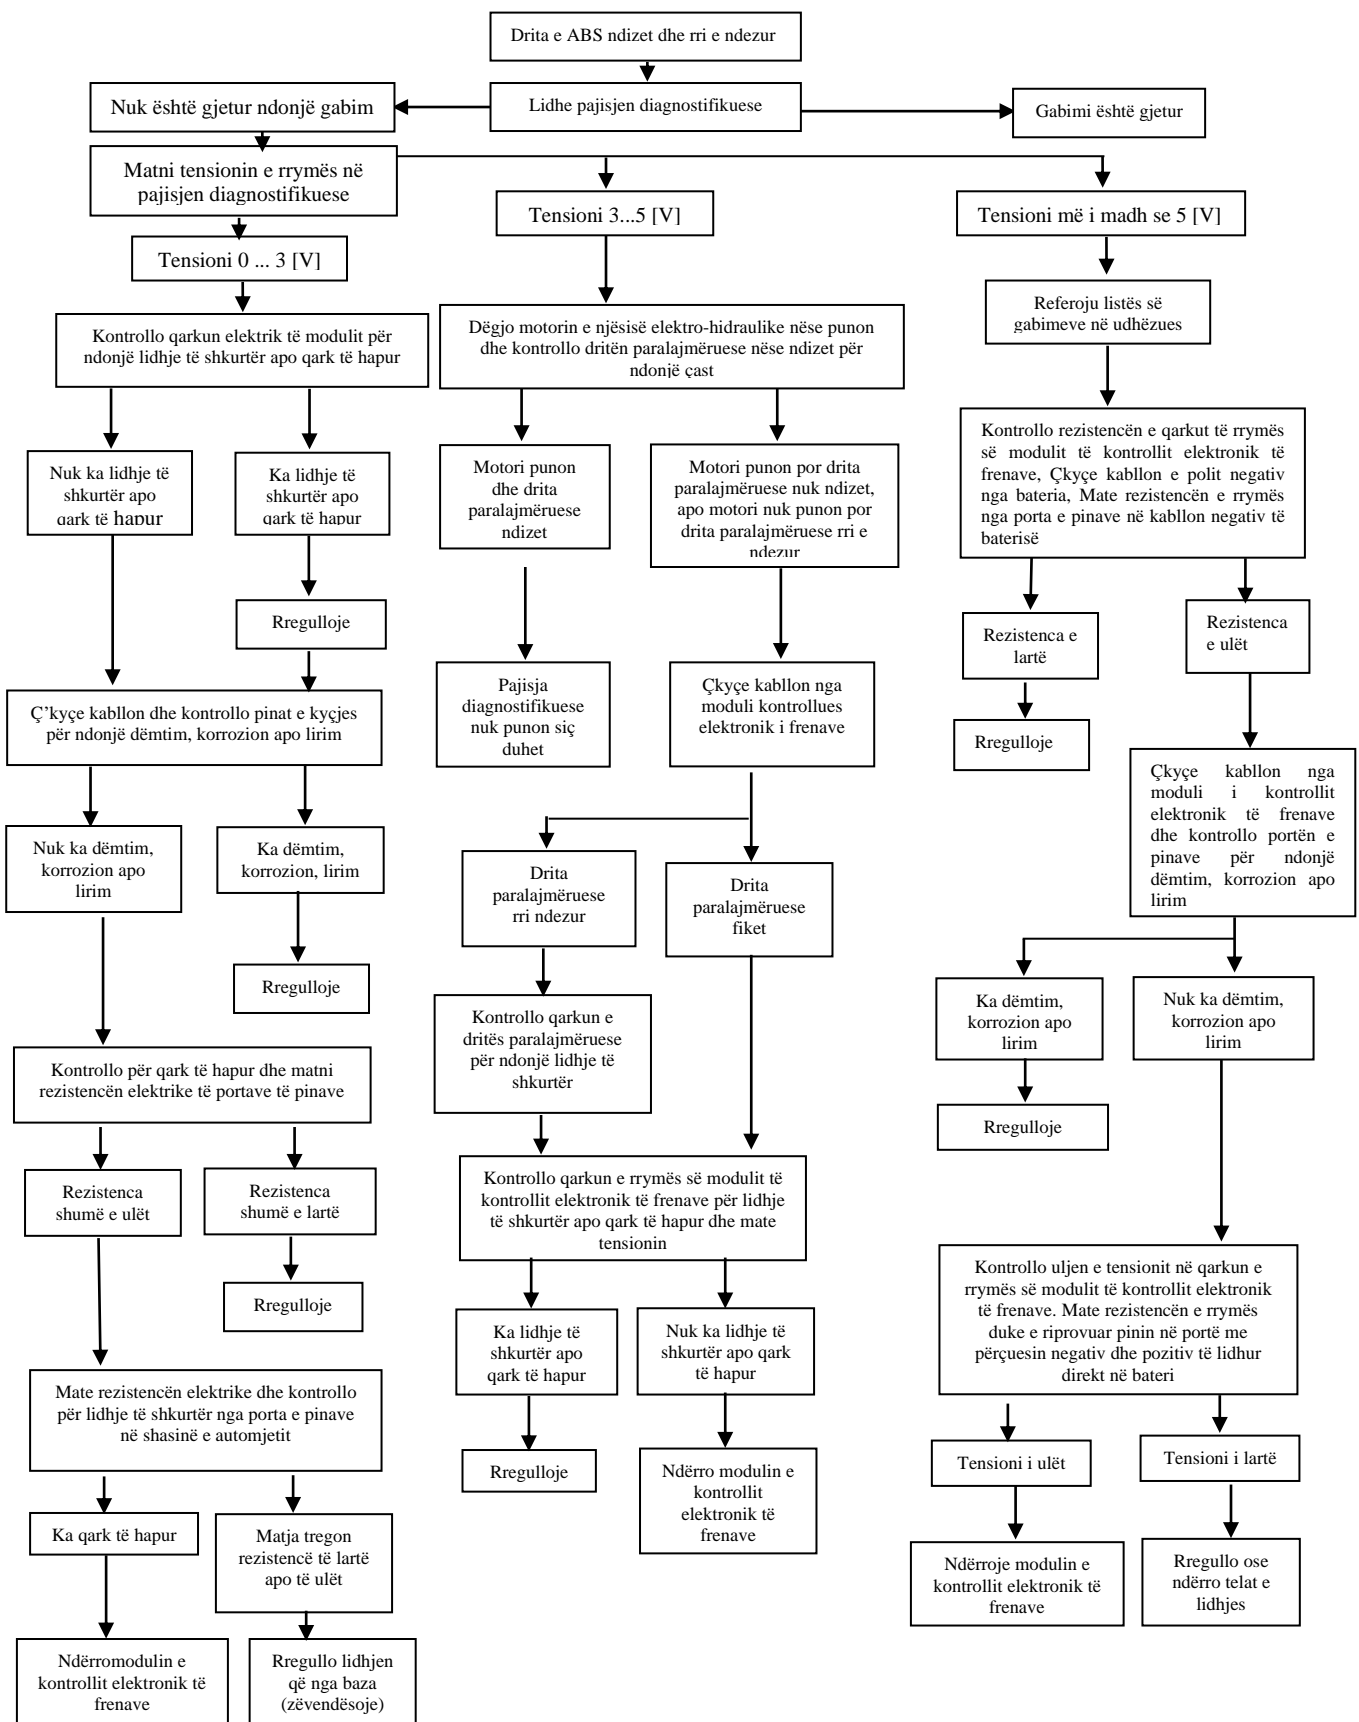 Drita e ABS ndizet dhe rri e ndezur
Nuk është gjetur ndonjë gabim
Lidhe pajisjen diagnostifikuese
Gabimi është gjetur
Matni tensionin e rrymës në
pajisjen diagnostifikuese
Tensioni 3...5 [V]
Tensioni më i madh se 5 [V]
Tensioni 0 ... 3 [V]
Kontrollo qarkun elektrik të modulit për
ndonjë lidhje të shkurtër apo qark të hapur
Dëgjo motorin e njësisë elektro-hidraulike nëse punon
dhe kontrollo dritën paralajmëruese nëse ndizet për
ndonjë çast
Referoju listës së
gabimeve në udhëzues
Nuk ka lidhje të
shkurtër apo
qark të hapur
Ka lidhje të
shkurtër apo
qark të hapur
Motori punon
dhe drita
paralajmëruese
ndizet
Motori punon por drita
paralajmëruese nuk ndizet,
apo motori nuk punon por
drita paralajmëruese rri e
ndezur
Kontrollo rezistencën e qarkut të rrymës
së modulit të kontrollit elektronik të
frenave, Çkyçe kabllon e polit negativ
nga bateria, Mate rezistencën e rrymës
nga porta e pinave në kabllon negativ të
baterisë
Rregulloje
Rezistenca e
lartë
Rezistenca
e ulët
Ç'kyçe kabllon dhe kontrollo pinat e kyçjes
për ndonjë dëmtim, korrozion apo lirim
Pajisja
diagnostifikuese
nuk punon siç
duhet
Çkyçe kabllon nga
moduli kontrollues
elektronik i frenave
Rregulloje
Çkyçe kabllon nga
moduli i kontrollit
elektronik të frenave
dhe kontrollo portën e
pinave për ndonjë
dëmtim, korrozion apo
lirim
Nuk ka dëmtim,
korrozion apo
lirim
Ka dëmtim,
korrozion, lirim
Drita
paralajmëruese
rri ndezur
Drita
paralajmëruese
fiket
Rregulloje
Ka dëmtim,
korrozion apo
lirim
Nuk ka dëmtim,
korrozion apo
lirim
Kontrollo qarkun e
dritës paralajmëruese
për ndonjë lidhje të
shkurtër
Kontrollo për qark të hapur dhe matni
rezistencën elektrike të portave të pinave
Rregulloje
Rezistenca
shumë e ulët
Rezistenca
shumë e lartë
Kontrollo qarkun e rrymës së modulit të
kontrollit elektronik të frenave për lidhje
të shkurtër apo qark të hapur dhe mate
tensionin
Rregulloje
Kontrollo uljen e tensionit në qarkun e
rrymës së modulit të kontrollit elektronik
të frenave. Mate rezistencën e rrymës
duke e riprovuar pinin në portë me
përçuesin negativ dhe pozitiv të lidhur
direkt në bateri
Ka lidhje të
shkurtër apo
qark të hapur
Nuk ka lidhje të
shkurtër apo qark
të hapur
Mate rezistencën elektrike dhe kontrollo
për lidhje të shkurtër nga porta e pinave
në shasinë e automjetit
Rregulloje
Ndërro modulin e
kontrollit
elektronik të
frenave
Tensioni i ulët
Tensioni i lartë
Ka qark të hapur
Matja tregon
rezistencë të lartë
apo të ulët
Ndërroje modulin e
kontrollit elektronik të
frenave
Rregullo ose
ndërro telat e
lidhjes
Ndërromodulin e
kontrollit elektronik të
frenave
Rregullo lidhjen
që nga baza
(zëvendësoje)